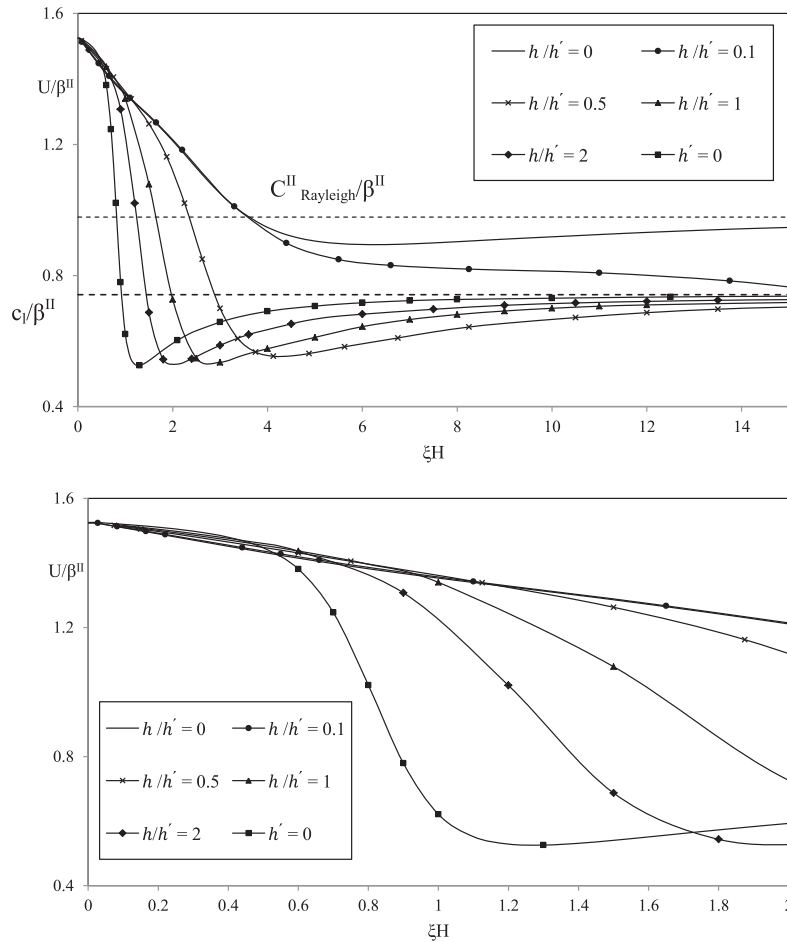 1.6
U/β^II
1.2
0.8
c_l/β^II
0.4
0 2 4 6 8 10 12 14
ξH
C^II_Rayleigh/β^II
h/h′ = 0 h/h′ = 0.1
h/h′ = 0.5 h/h′ = 1
h/h′ = 2 h′ = 0
1.6
U/β^II
1.2
0.8
0.4
h/h′ = 0 h/h′ = 0.1
h/h′ = 0.5 h/h′ = 1
h/h′ = 2 h′ = 0
0 0.2 0.4 0.6 0.8 1 1.2 1.4 1.6 1.8 2
ξH